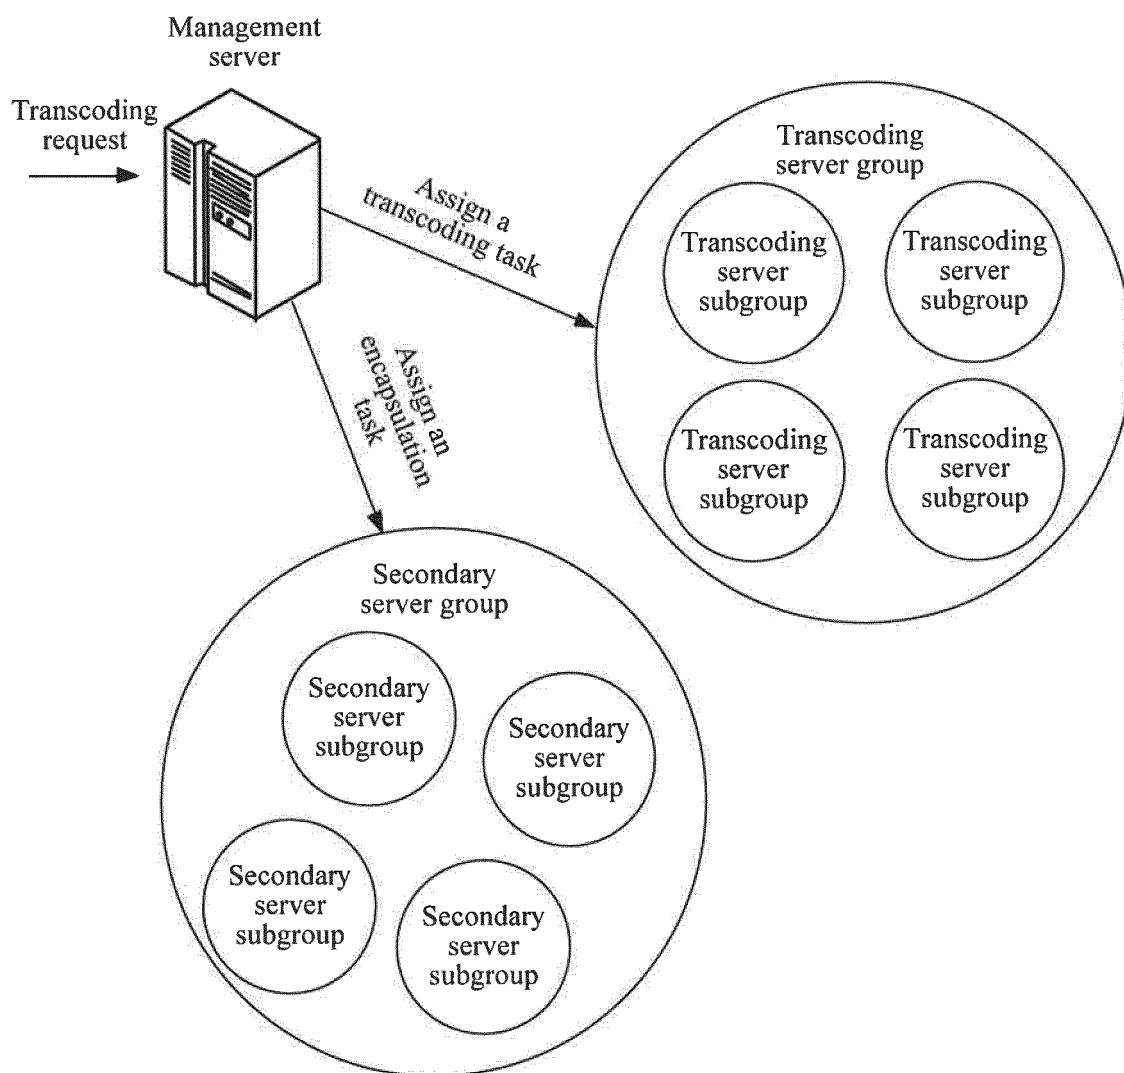 Management
server
Transcoding
request
Assign a
transcoding task
Assign an
encapsulation
task
Transcoding
server group
Transcoding
server
subgroup
Transcoding
server
subgroup
Transcoding
server
subgroup
Transcoding
server
subgroup
Secondary
server group
Secondary
server
subgroup
Secondary
server
subgroup
Secondary
server
subgroup
Secondary
server
subgroup